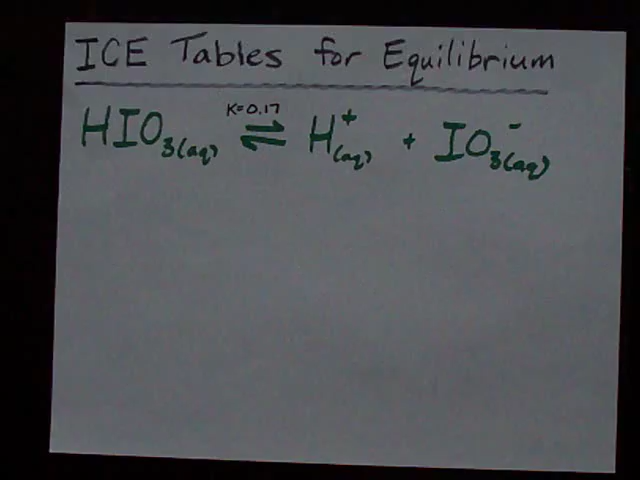 ICE Tables for Equilibrium
K=0.17
HIO₃(aq) ⇌ H⁺(aq) + IO₃⁻(aq)